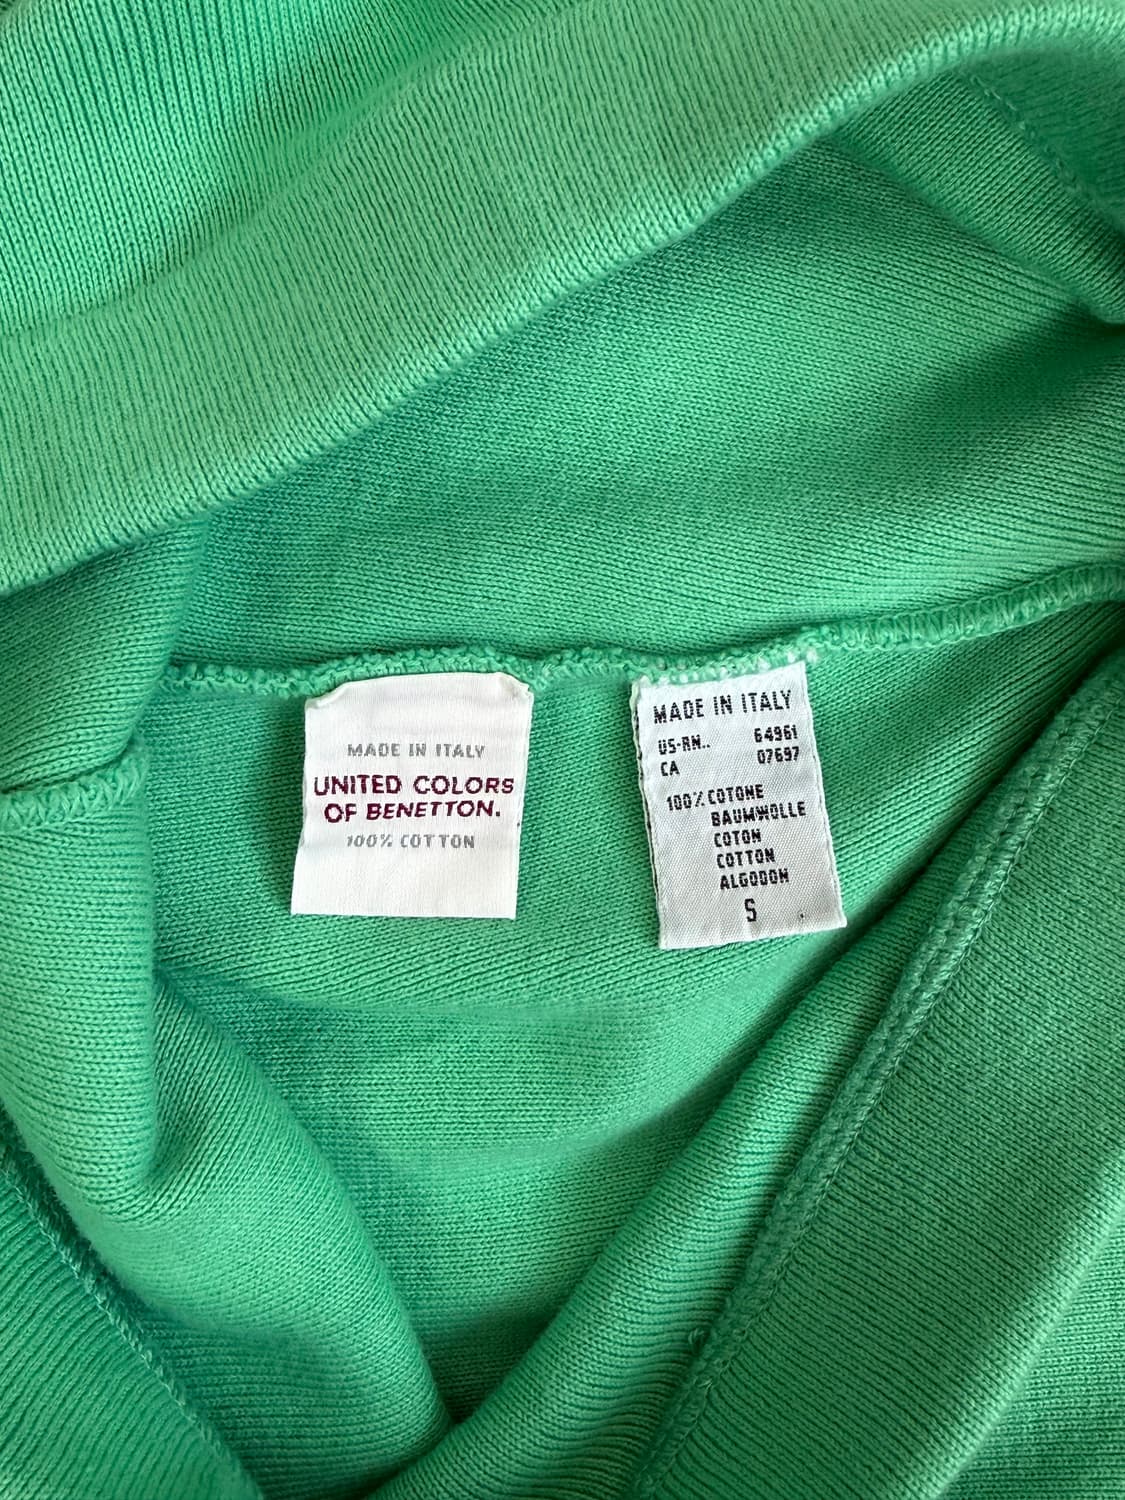 MADE IN ITALY
UNITED COLORS
OF BENETTON.
100% COTTON
MADE IN ITALY
US-RN.. 64961
CA 07697
100% COTONE
BAUMWOLLE
COTON
COTTON
ALGODON
S